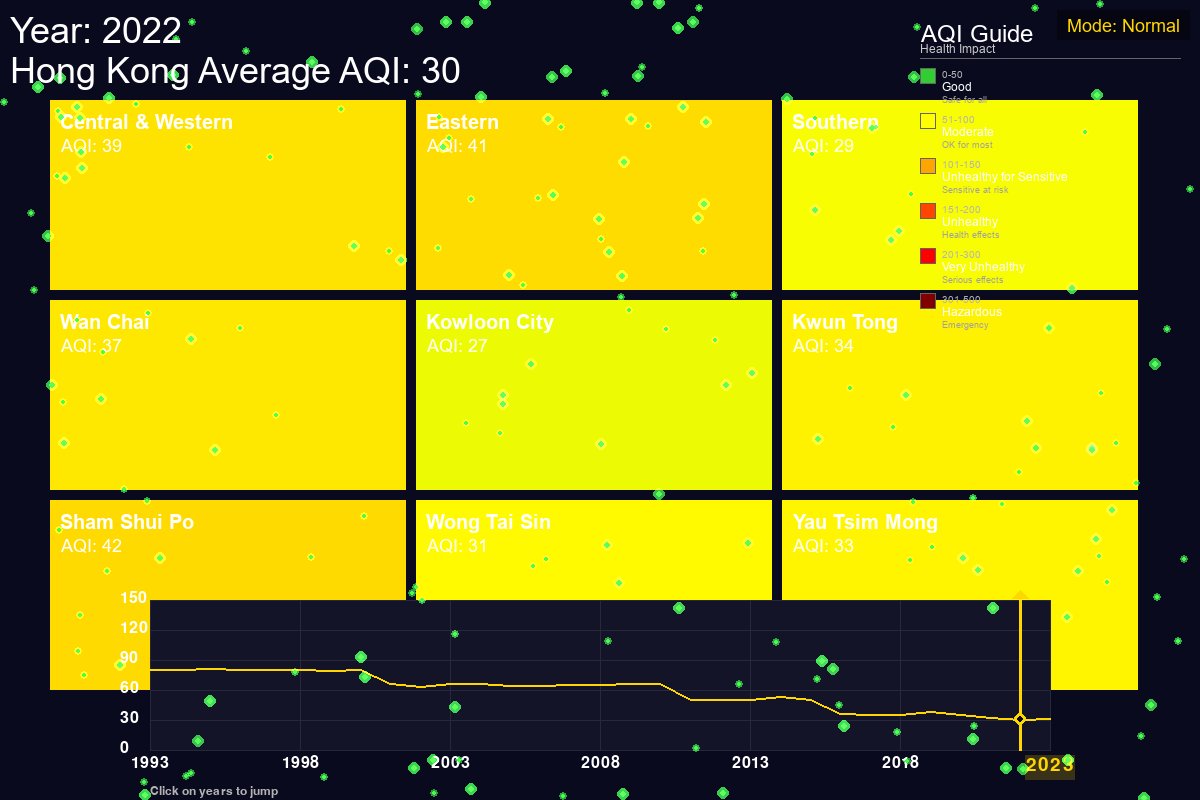 Year: 2022
Hong Kong Average AQI: 30
AQI Guide
Mode: Normal
Health Impact
0-50
Good
Safe for all
51-100
Moderate
OK for most
101-150
Unhealthy for Sensitive
Sensitive at risk
151-200
Unhealthy
Health effects
201-300
Very Unhealthy
Serious effects
301-500
Hazardous
Emergency
Central & Western
AQI: 39
Eastern
AQI: 41
Southern
AQI: 29
Wan Chai
AQI: 37
Kowloon City
AQI: 27
Kwun Tong
AQI: 34
Sham Shui Po
AQI: 42
Wong Tai Sin
AQI: 31
Yau Tsim Mong
AQI: 33
150
120
90
60
30
0
1993 1998 2003 2008 2013 2018 2023
Click on years to jump